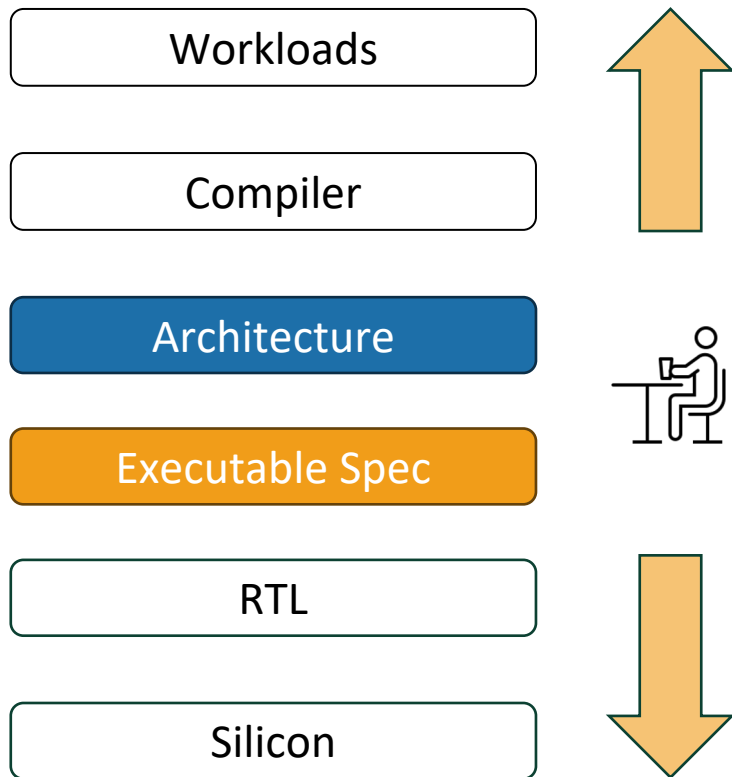 Workloads
Compiler
Architecture
Executable Spec
RTL
Silicon